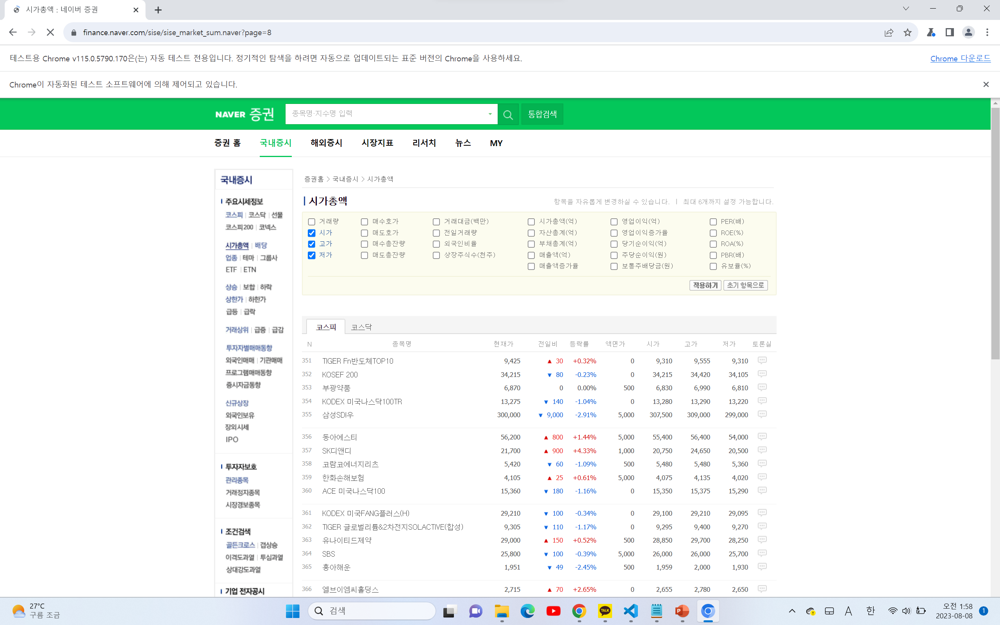 시가총액 : 네이버 증권
finance.naver.com/sise/sise_market_sum.naver?page=8
테스트용 Chrome v115.0.5790.170은(는) 자동 테스트 전용입니다. 정기적인 탐색을 하려면 자동으로 업데이트되는 표준 버전의 Chrome을 사용하세요.
Chrome 다운로드
Chrome이 자동화된 테스트 소프트웨어에 의해 제어되고 있습니다.
NAVER 증권
종목명·지수명 입력
통합검색
증권 홈 국내증시 해외증시 시장지표 리서치 뉴스 MY
국내증시
주요시세정보
코스피 | 코스닥 | 선물
코스피200 | 코넥스
시가총액 | 배당
업종 | 테마 | 그룹사
ETF | ETN
상승 | 보합 | 하락
상한가 | 하한가
급등 | 급락
거래상위 | 급증 | 급감
투자자별매매동향
외국인매매 | 기관매매
프로그램매매동향
증시자금동향
신규상장
외국인보유
장외시세
IPO
투자자보호
관리종목
거래정지종목
시장경보종목
조건검색
골든크로스 | 갭상승
이격도과열 | 투심과열
상대강도과열
기업 전자공시
증권홈 > 국내증시 > 시가총액
시가총액
항목을 자유롭게 변경하실 수 있습니다. | 최대 6개까지 설정 가능합니다.
거래량 매수호가 거래대금(백만) 시가총액(억) 영업이익(억) PER(배)
시가 매도호가 전일거래량 자산총계(억) 영업이익증가율 ROE(%)
고가 매수총잔량 외국인비율 부채총계(억) 당기순이익(억) ROA(%)
저가 매도총잔량 상장주식수(천주) 매출액(억) 주당순이익(원) PBR(배)
매출액증가율 보통주배당금(원) 유보율(%)
적용하기 초기 항목으로
코스피 코스닥
N 종목명 현재가 전일비 등락률 액면가 시가 고가 저가 토론실
351 TIGER Fn반도체TOP10 9,425 ▲ 30 +0.32% 0 9,310 9,555 9,310
352 KOSEF 200 34,215 ▼ 80 -0.23% 0 34,215 34,420 34,105
353 부광약품 6,870 0 0.00% 500 6,830 6,990 6,810
354 KODEX 미국나스닥100TR 13,275 ▼ 140 -1.04% 0 13,280 13,290 13,220
355 삼성SDI우 300,000 ▼ 9,000 -2.91% 5,000 307,500 309,000 299,000
356 동아에스티 56,200 ▲ 800 +1.44% 5,000 55,400 56,400 54,000
357 SK디앤디 21,700 ▲ 900 +4.33% 1,000 20,750 24,650 20,500
358 코람코에너지리츠 5,420 ▼ 60 -1.09% 500 5,480 5,480 5,360
359 한화손해보험 4,105 ▲ 25 +0.61% 5,000 4,075 4,135 4,020
360 ACE 미국나스닥100 15,360 ▼ 180 -1.16% 0 15,350 15,375 15,290
361 KODEX 미국FANG플러스(H) 29,210 ▼ 100 -0.34% 0 29,100 29,210 29,095
362 TIGER 글로벌리튬&2차전지SOLACTIVE(합성) 9,305 ▼ 110 -1.17% 0 9,295 9,400 9,270
363 유나이티드제약 29,000 ▲ 150 +0.52% 500 28,850 29,700 28,250
364 SBS 25,800 ▼ 100 -0.39% 5,000 26,000 26,000 25,700
365 흥아해운 1,951 ▼ 49 -2.45% 500 1,959 2,000 1,930
366 엘브이엠씨홀딩스 2,715 ▲ 70 +2.65% 0 2,655 2,780 2,650
27°C
구름 조금
검색
TALK
A 한
오전 1:58
2023-08-08
1